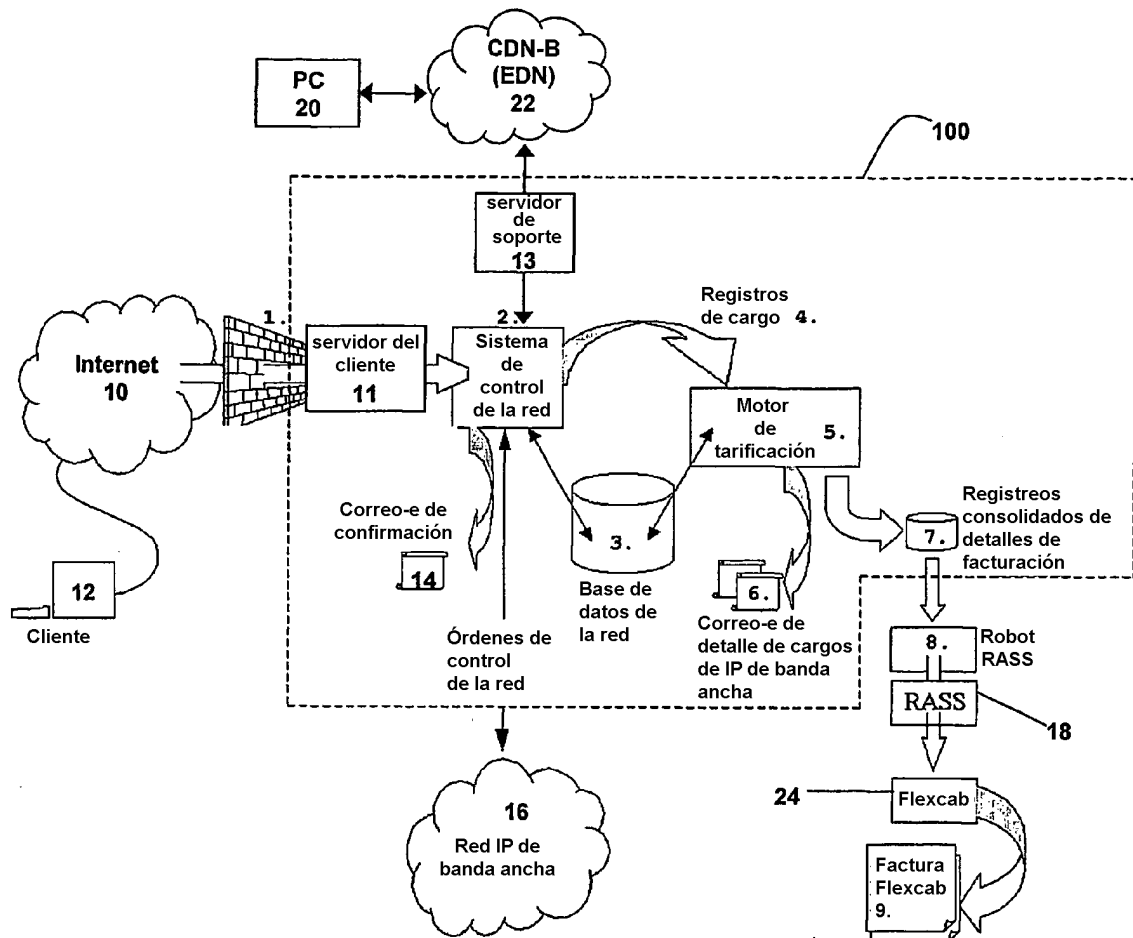 CDN-B
(EDN)
22
PC
20
100
servidor
de
soporte
13
Registros
de cargo 4.
1.
2.
Internet
10
servidor del
cliente
11
Sistema
de
control
de la red
Motor
de
tarificación 5.
Correo-e de
confirmación
14
3.
Base de
datos de
la red
6.
Correo-e de
detalle de cargos
de IP de banda
ancha
7.
Registreos
consolidados de
detalles de
facturación
12
Cliente
Órdenes de
control
de la red
8.
Robot
RASS
RASS
18
16
Red IP de
banda ancha
24
Flexcab
Factura
Flexcab
9.